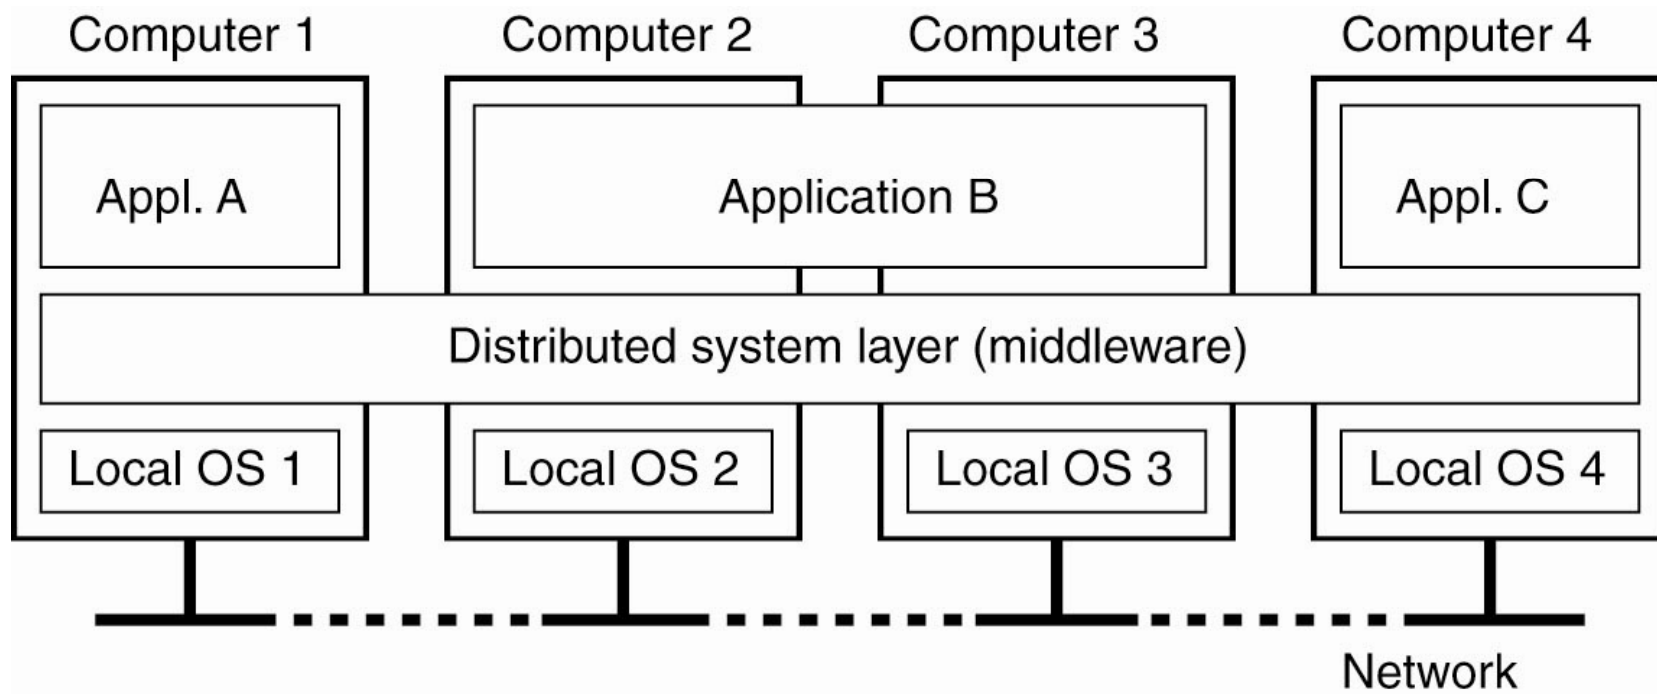 Computer 1
Computer 2
Computer 3
Computer 4
Appl. A
Application B
Appl. C
Distributed system layer (middleware)
Local OS 1
Local OS 2
Local OS 3
Local OS 4
Network